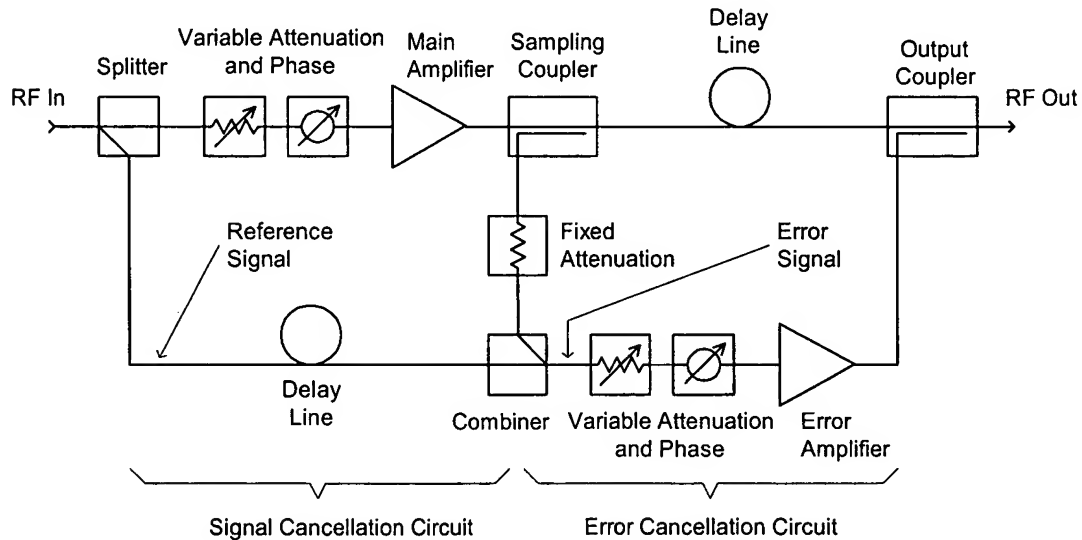 Variable Attenuation
and Phase
Main
Amplifier
Sampling
Coupler
Delay
Line
Output
Coupler
Splitter
RF In
RF Out
Reference
Signal
Fixed
Attenuation
Error
Signal
Delay
Line
Combiner
Variable Attenuation
and Phase
Error
Amplifier
Signal Cancellation Circuit
Error Cancellation Circuit